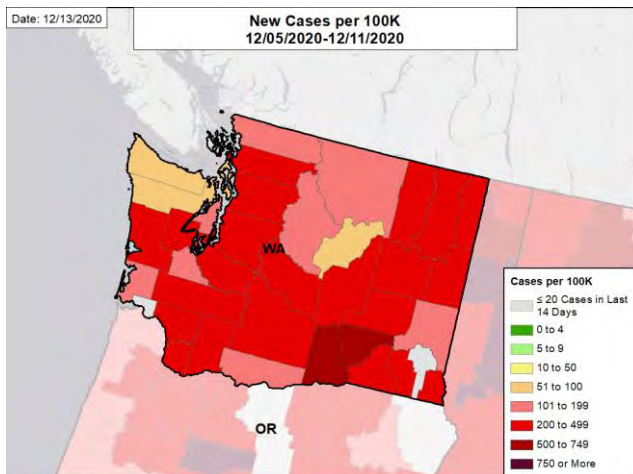 Date: 12/13/2020
New Cases per 100K
12/05/2020-12/11/2020
WA
OR
Cases per 100K
≤ 20 Cases in Last
14 Days
0 to 4
5 to 9
10 to 50
51 to 100
101 to 199
200 to 499
500 to 749
750 or More